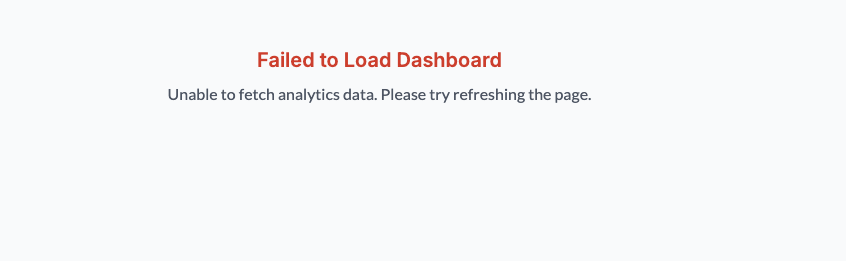 Failed to Load Dashboard
Unable to fetch analytics data. Please try refreshing the page.